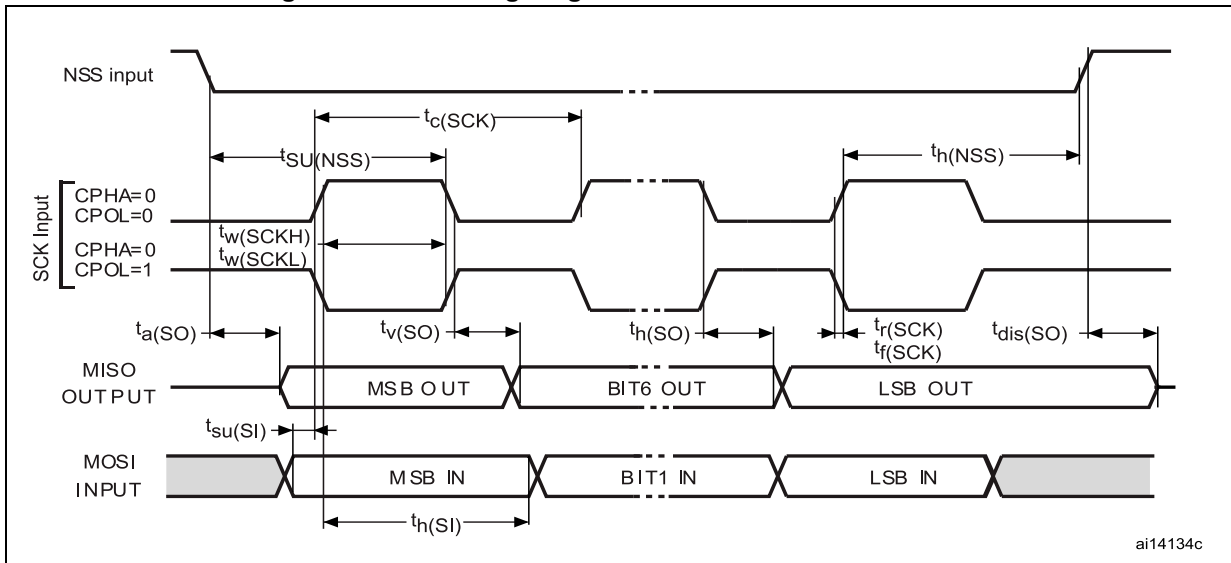 NSS input
tc(SCK)
tSU(NSS)
th(NSS)
SCK Input
CPHA=0
CPOL=0
CPHA=0
CPOL=1
tw(SCKH)
tw(SCKL)
ta(SO)
tv(SO)
th(SO)
tr(SCK)
tf(SCK)
tdis(SO)
MISO
OUTPUT
MSB OUT
BIT6 OUT
LSB OUT
tsu(SI)
MOSI
INPUT
MSB IN
BIT1 IN
LSB IN
th(SI)
ai14134c